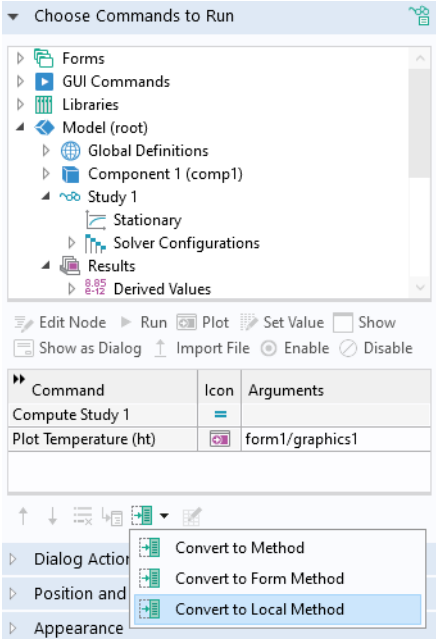 Choose Commands to Run
Forms
GUI Commands
Libraries
Model (root)
Global Definitions
Component 1 (comp1)
Study 1
Stationary
Solver Configurations
Results
8.85
e-12 Derived Values
Edit Node Run Plot Set Value Show
Show as Dialog Import File Enable Disable
Command Icon Arguments
Compute Study 1 =
Plot Temperature (ht) form1/graphics1
Convert to Method
Dialog Action
Convert to Form Method
Position and
Convert to Local Method
Appearance